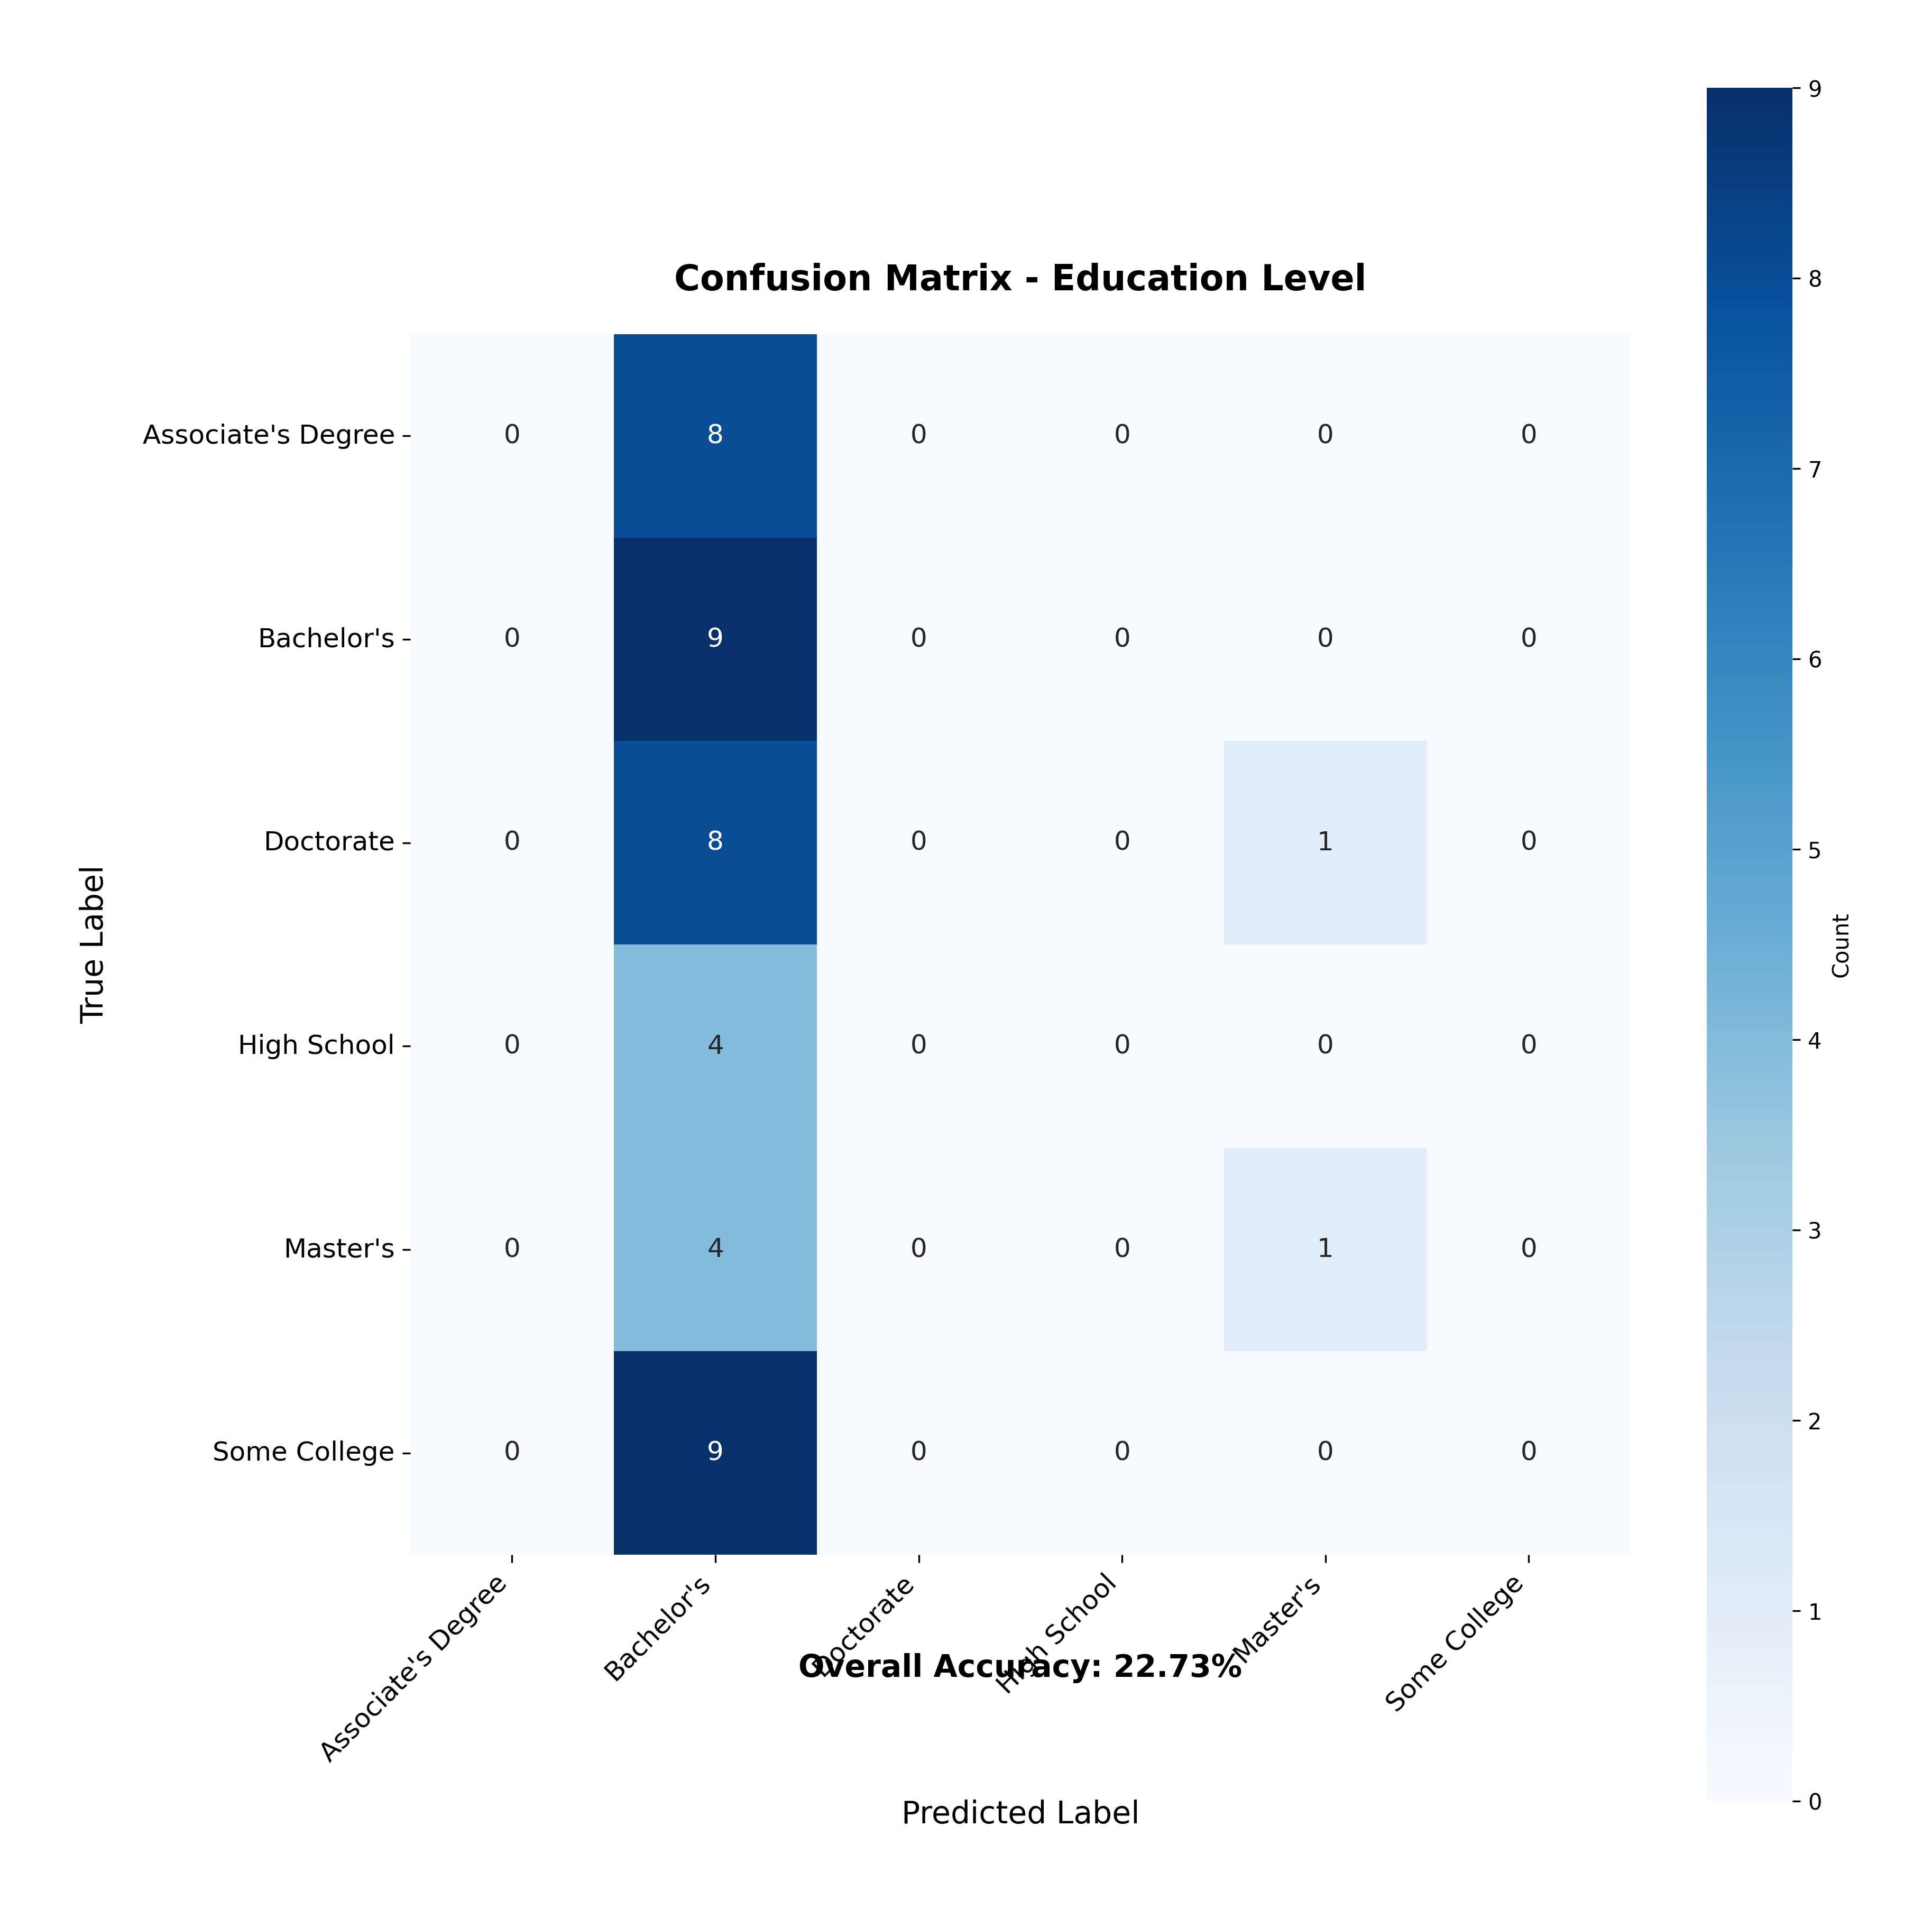 Confusion Matrix - Education Level
True Label
Associate's Degree 0 8 0 0 0 0
Bachelor's 0 9 0 0 0 0
Doctorate 0 8 0 0 1 0
High School 0 4 0 0 0 0
Master's 0 4 0 0 1 0
Some College 0 9 0 0 0 0
Associate's Degree
Bachelor's
Doctorate
High School
Master's
Some College
Overall Accuracy: 22.73%
Predicted Label
9
8
7
6
5
4
3
2
1
0
Count